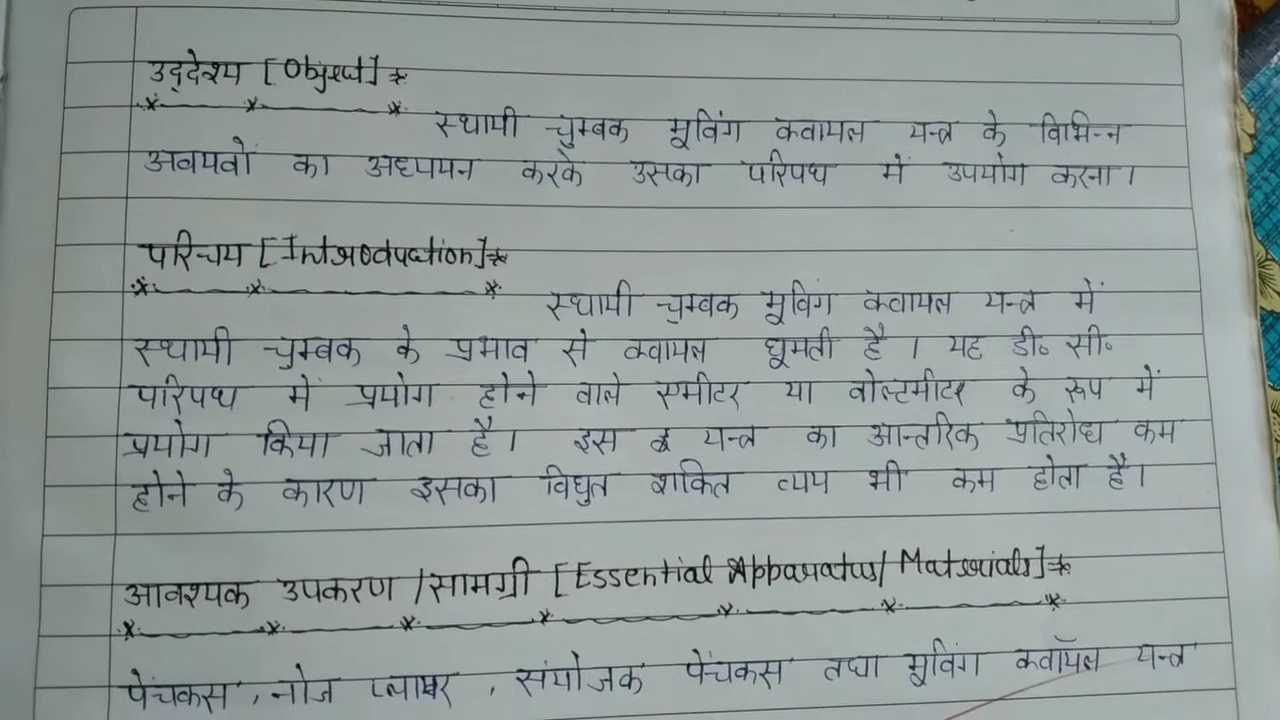 उद्देश्य [Object]*
स्थायी चुम्बक मूविंग क्वायल यन्त्र के विभिन्न
अवयवों का अध्ययन करके उसका परिपथ में उपयोग करना।
परिचय [Introduction]*
स्थायी चुम्बक मूविंग क्वायल यन्त्र में
स्थायी चुम्बक के प्रभाव से क्वायल घूमती है । यह डी० सी०
परिपथ में प्रयोग होने वाले एमीटर या वोल्टमीटर के रूप में
प्रयोग किया जाता है। इस यन्त्र का आन्तरिक प्रतिरोध कम
होने के कारण इसका विघुत शक्ति व्यय भी कम होता है।
आवश्यक उपकरण /सामग्री [Essential Apparatus/Materials]*
पेंचकस, नोज प्लायर, संयोजक पेंचकस तथा मूविंग क्वॉयल यन्त्र